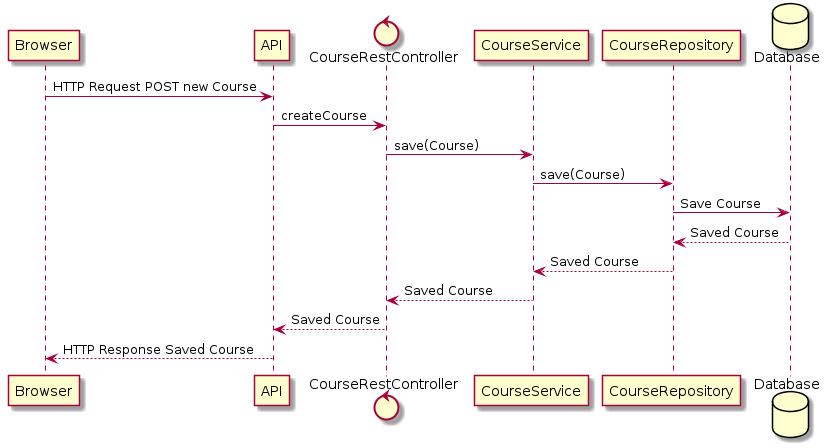 Browser
API
CourseRestController
CourseService
CourseRepository
Database
HTTP Request POST new Course
createCourse
save(Course)
save(Course)
Save Course
Saved Course
Saved Course
Saved Course
Saved Course
HTTP Response Saved Course
Browser
API
CourseRestController
CourseService
CourseRepository
Database